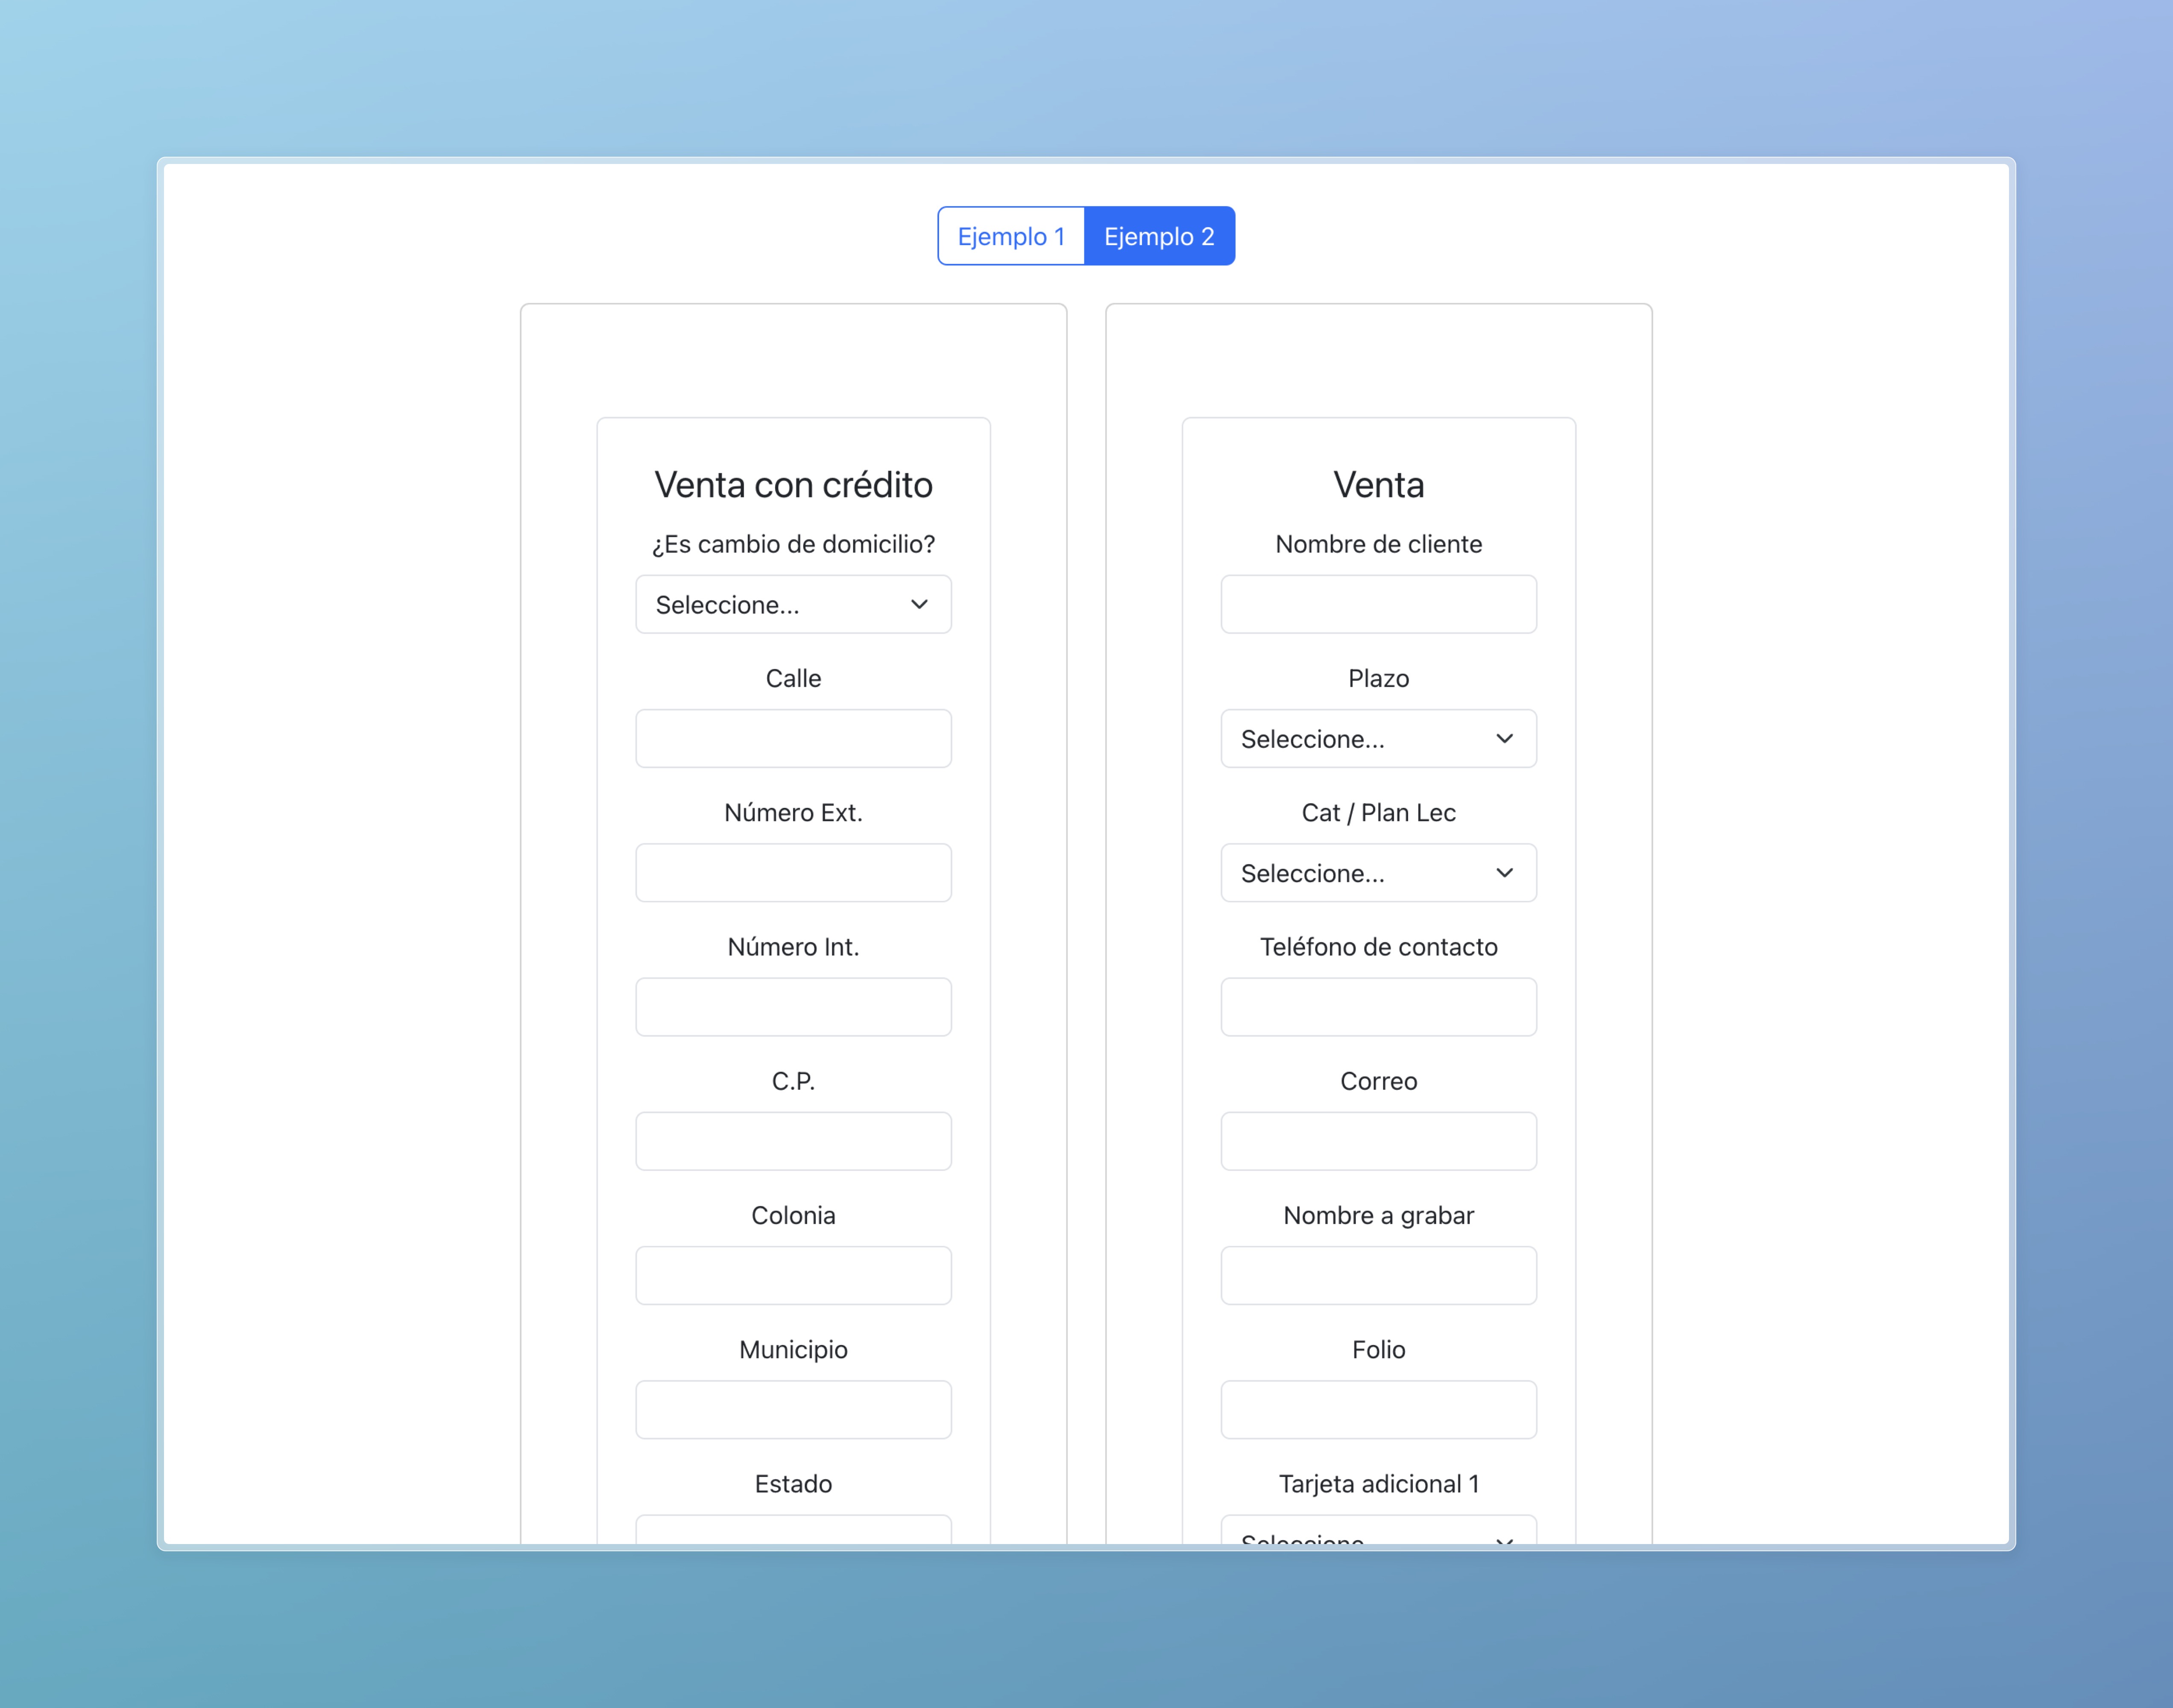 Ejemplo 1
Ejemplo 2
Venta con crédito
¿Es cambio de domicilio?
Seleccione...
Calle
Número Ext.
Número Int.
C.P.
Colonia
Municipio
Estado
Venta
Nombre de cliente
Plazo
Seleccione...
Cat / Plan Lec
Seleccione...
Teléfono de contacto
Correo
Nombre a grabar
Folio
Tarjeta adicional 1
Seleccione